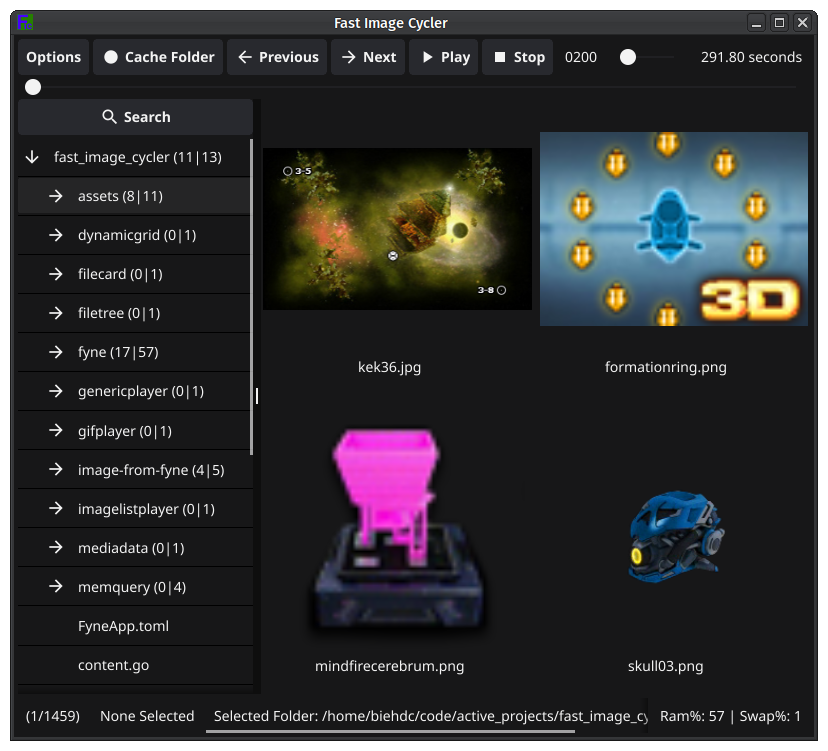 Fast Image Cycler
Options Cache Folder Previous Next Play Stop 0200 291.80 seconds
Search
fast_image_cycler (11|13)
assets (8|11)
dynamicgrid (0|1)
filecard (0|1)
filetree (0|1)
fyne (17|57)
genericplayer (0|1)
gifplayer (0|1)
image-from-fyne (4|5)
imagelistplayer (0|1)
mediadata (0|1)
memquery (0|4)
FyneApp.toml
content.go
3-5
3-8
kek36.jpg
3D
formationring.png
mindfirecerebrum.png
skull03.png
(1/1459) None Selected Selected Folder: /home/biehdc/code/active_projects/fast_image_cy Ram%: 57 | Swap%: 1